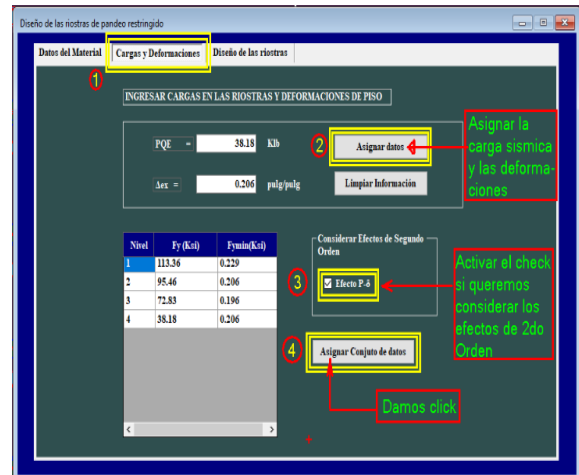 Diseño de las riostras de pandeo restringido
Datos del Material Cargas y Deformaciones Diseño de las riostras
1
INGRESAR CARGAS EN LAS RIOSTRAS Y DEFORMACIONES DE PISO
PQE = 38.18 Klb
2
Asignar datos
Asignar la
carga sismica
y las deforma-
ciones
Δex = 0.206 pulg/pulg
Limpiar Información
Nivel Fy (Ksi) Fymin(Ksi)
1 113.36 0.229
2 95.46 0.206
3 72.83 0.196
4 38.18 0.206
Considerar Efectos de Segundo
Orden
3
Efecto P-δ
Activar el check
si queremos
considerar los
efectos de 2do
Orden
4
Asignar Conjuto de datos
Damos click